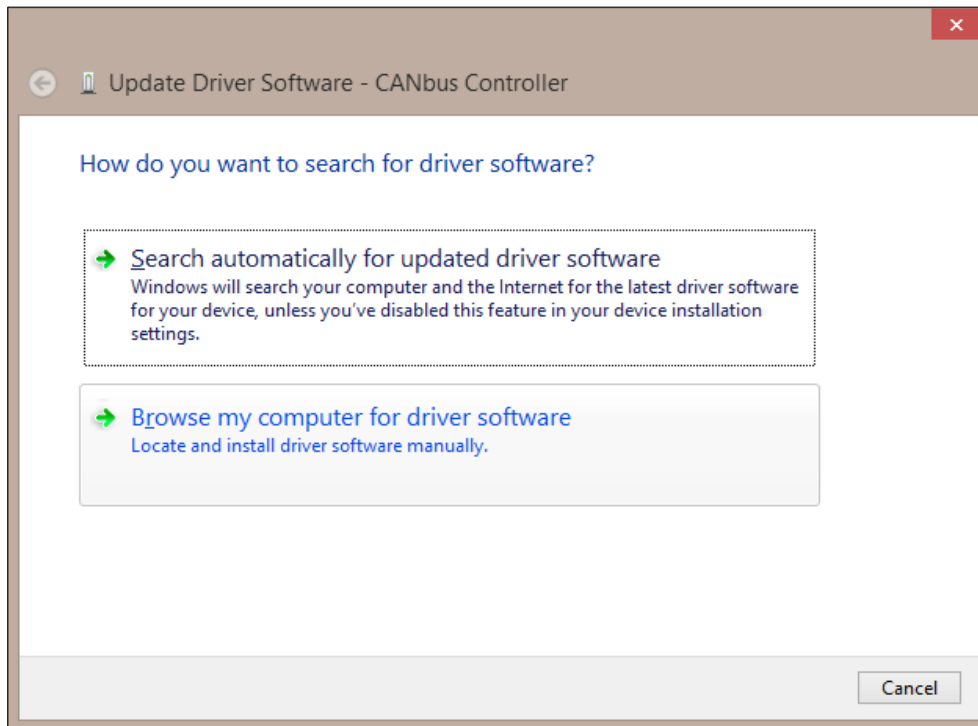 Update Driver Software - CANbus Controller
How do you want to search for driver software?
Search automatically for updated driver software
Windows will search your computer and the Internet for the latest driver software
for your device, unless you've disabled this feature in your device installation
settings.
Browse my computer for driver software
Locate and install driver software manually.
Cancel